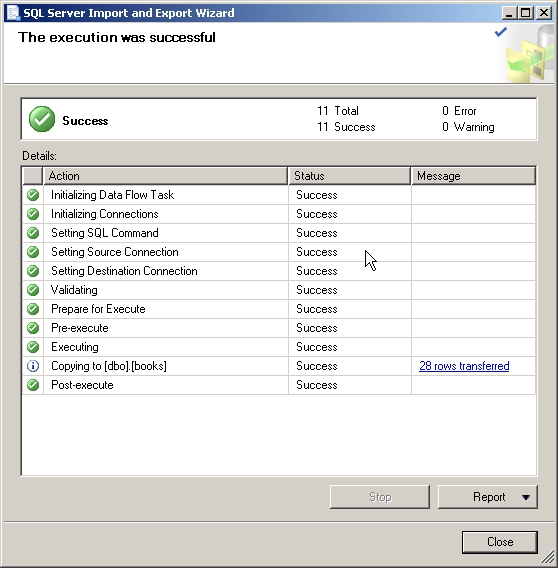 SQL Server Import and Export Wizard
The execution was successful
Success
11 Total 0 Error
11 Success 0 Warning
Details:
Action Status Message
Initializing Data Flow Task Success
Initializing Connections Success
Setting SQL Command Success
Setting Source Connection Success
Setting Destination Connection Success
Validating Success
Prepare for Execute Success
Pre-execute Success
Executing Success
Copying to [dbo].[books] Success 28 rows transferred
Post-execute Success
Stop Report
Close